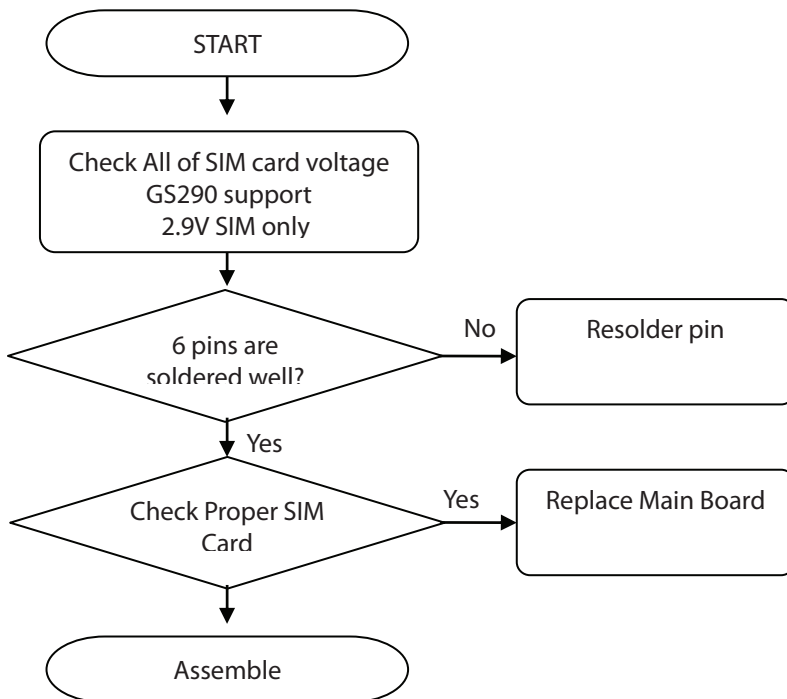 START
Check All of SIM card voltage
GS290 support
2.9V SIM only
6 pins are
soldered well?
No
Resolder pin
Yes
Check Proper SIM
Card
Yes
Replace Main Board
Assemble